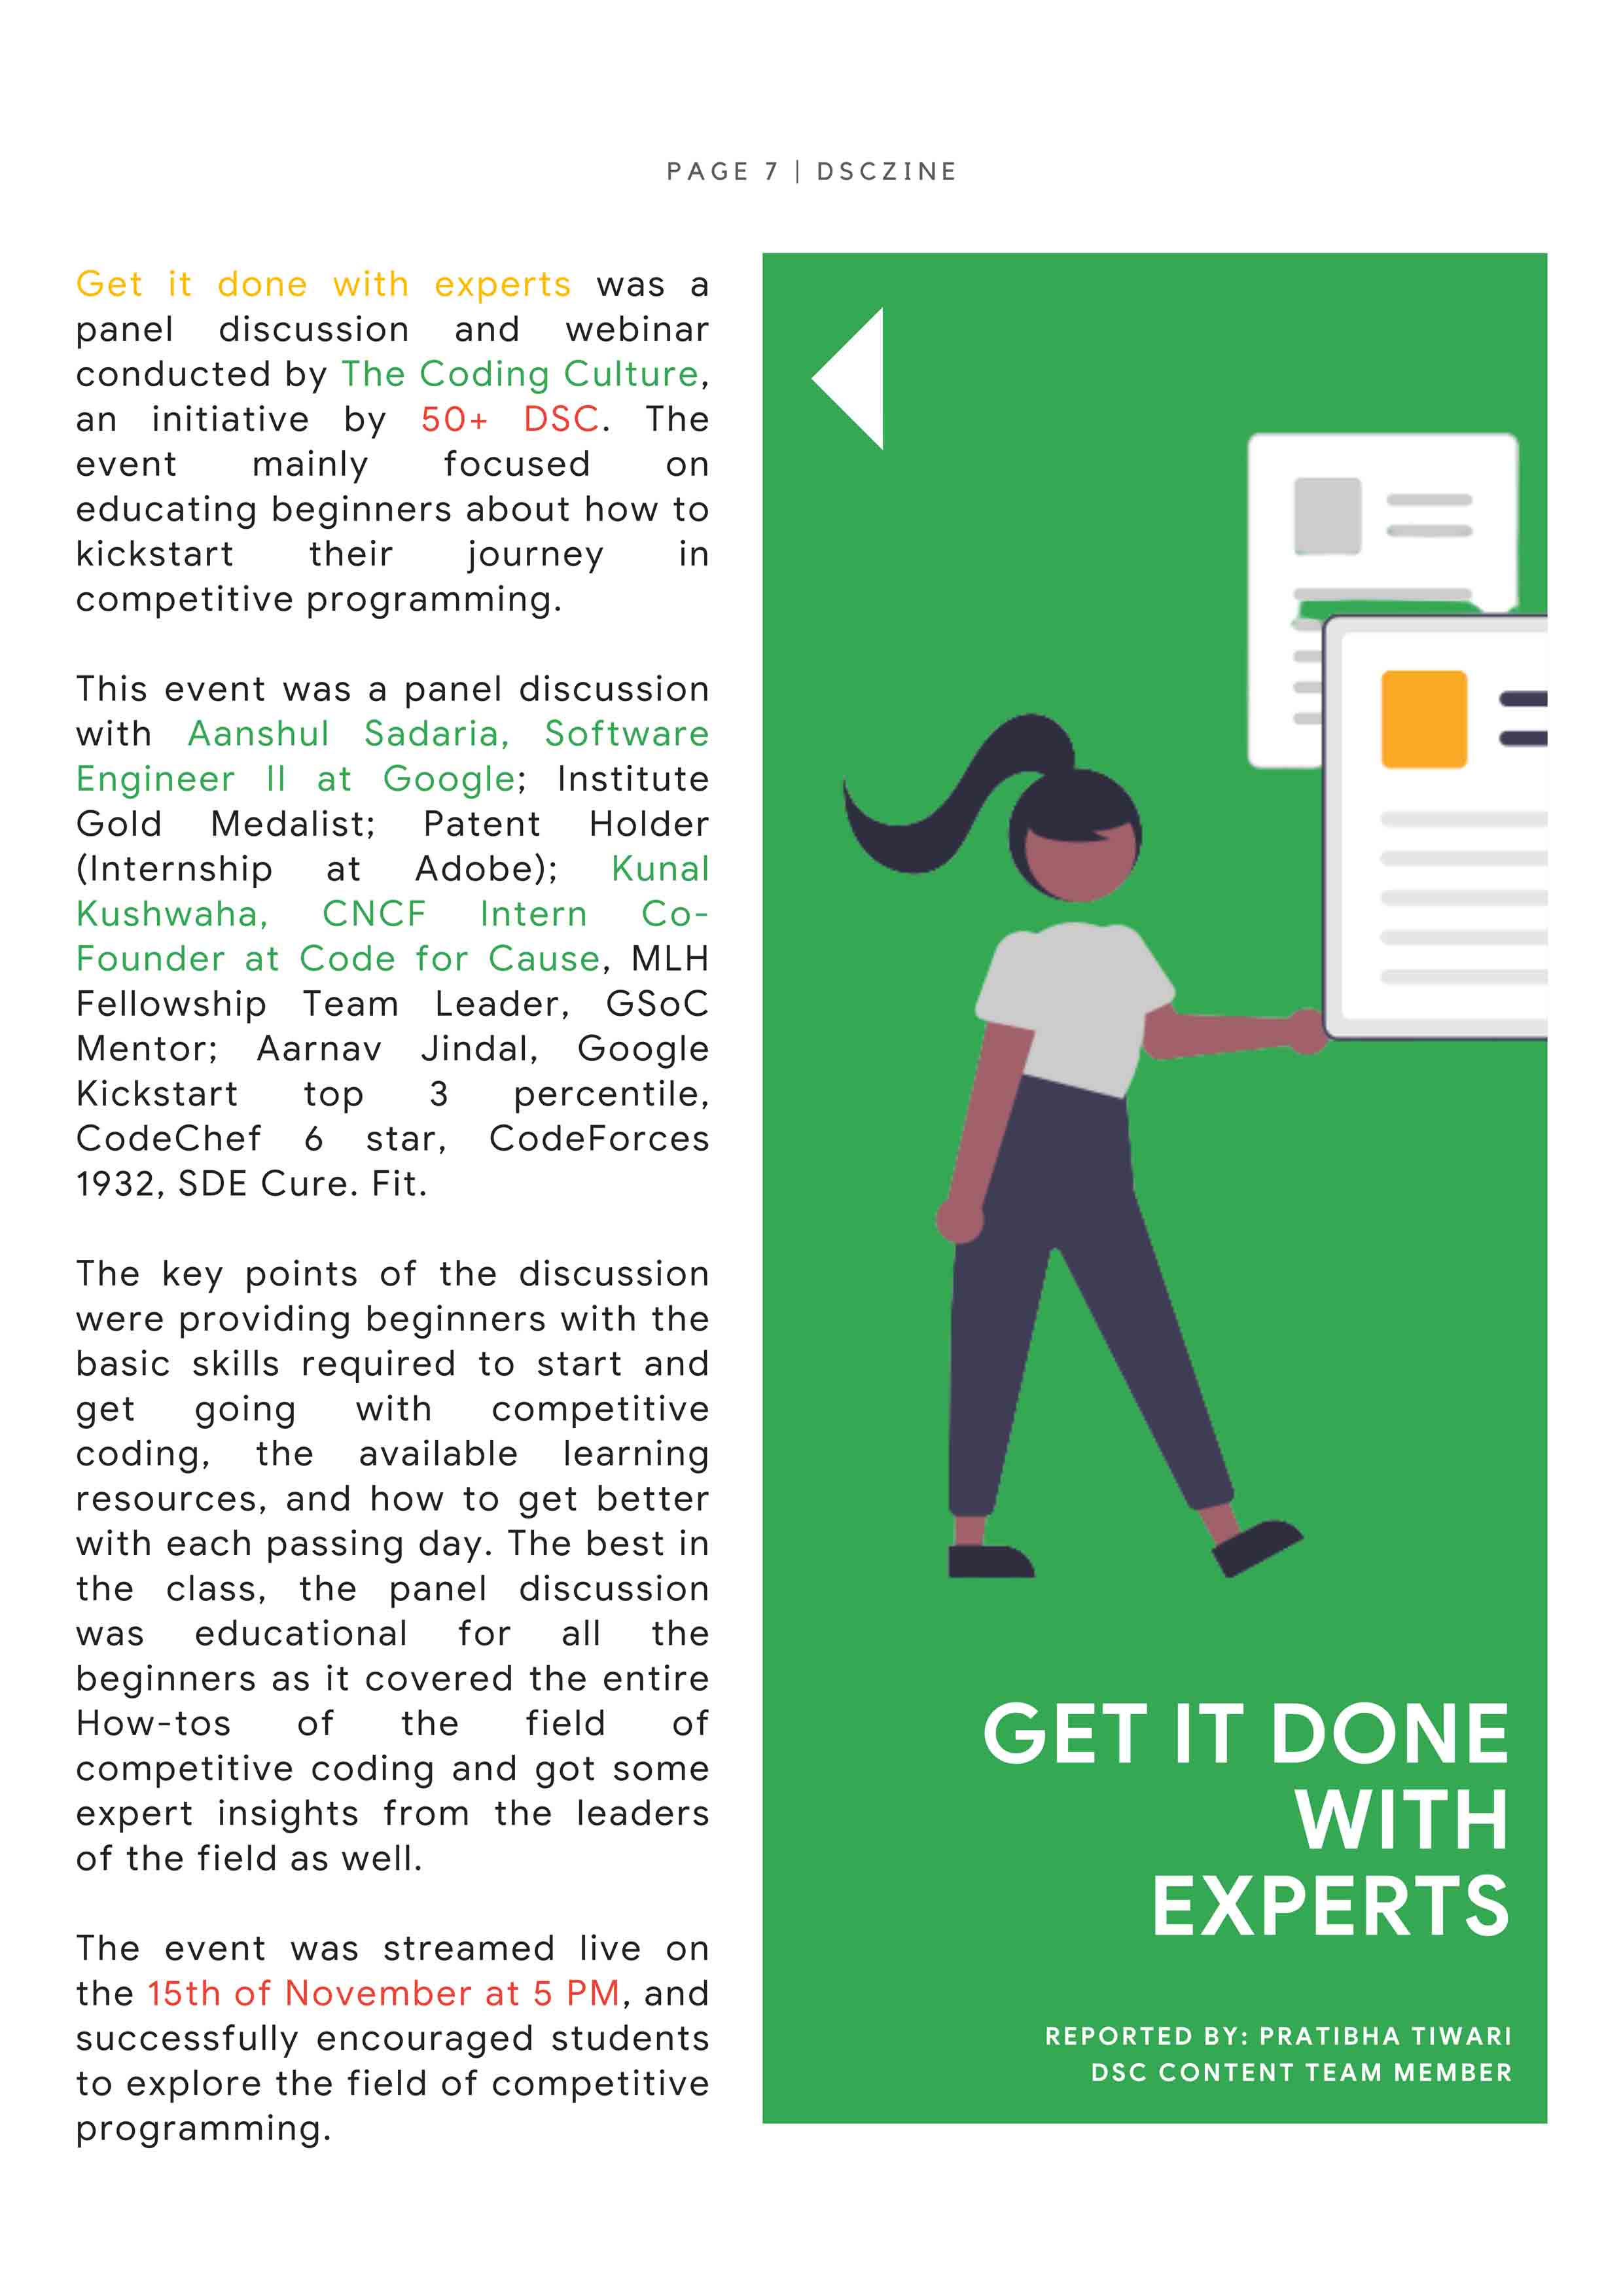 PAGE 7 | DSCZINE
Get it done with experts was a
panel discussion and webinar
conducted by The Coding Culture,
an initiative by 50+ DSC. The
event mainly focused on
educating beginners about how to
kickstart their journey in
competitive programming.
This event was a panel discussion
with Aanshul Sadaria, Software
Engineer II at Google; Institute
Gold Medalist; Patent Holder
(Internship at Adobe); Kunal
Kushwaha, CNCF Intern Co-
Founder at Code for Cause, MLH
Fellowship Team Leader, GSoC
Mentor; Aarnav Jindal, Google
Kickstart top 3 percentile,
CodeChef 6 star, CodeForces
1932, SDE Cure. Fit.
The key points of the discussion
were providing beginners with the
basic skills required to start and
get going with competitive
coding, the available learning
resources, and how to get better
with each passing day. The best in
the class, the panel discussion
was educational for all the
beginners as it covered the entire
How-tos of the field of
competitive coding and got some
expert insights from the leaders
of the field as well.
The event was streamed live on
the 15th of November at 5 PM, and
successfully encouraged students
to explore the field of competitive
programming.
GET IT DONE
WITH
EXPERTS
REPORTED BY: PRATIBHA TIWARI
DSC CONTENT TEAM MEMBER